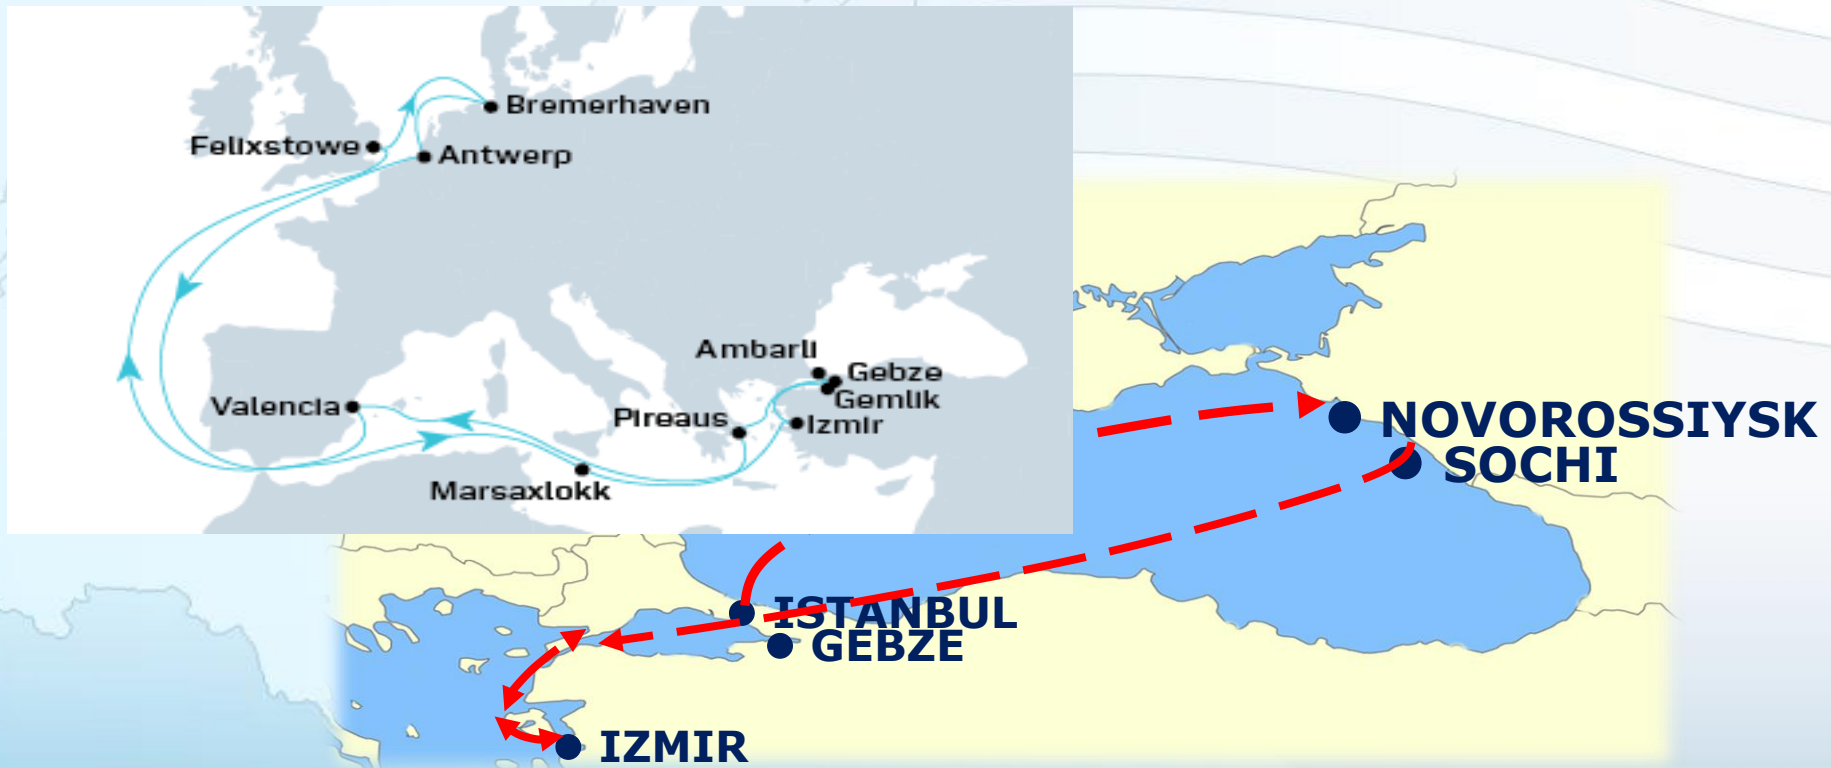 Bremerhaven
Felixstowe
Antwerp
Ambarli
Gebze
Gemlik
Valencia
Pireaus
Izmir
Marsaxlokk
NOVOROSSIYSK
SOCHI
ISTANBUL
GEBZE
IZMIR